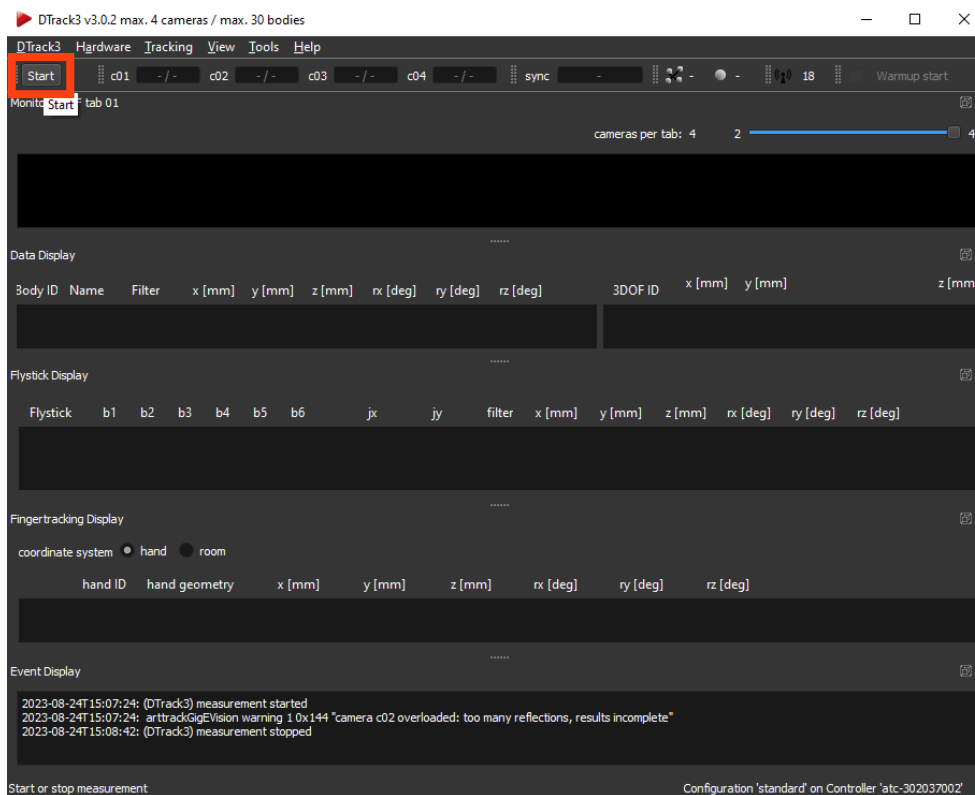 DTrack3 v3.0.2 max. 4 cameras / max. 30 bodies
DTrack3 Hardware Tracking View Tools Help
Start c01 - / - c02 - / - c03 - / - c04 - / - sync - - - 18 Warmup start
Start tab 01
cameras per tab: 4 2 4
Data Display
Body ID Name Filter x [mm] y [mm] z [mm] rx [deg] ry [deg] rz [deg] 3DOF ID x [mm] y [mm] z [mm
Flystick Display
Flystick b1 b2 b3 b4 b5 b6 jx jy filter x [mm] y [mm] z [mm] rx [deg] ry [deg] rz [deg]
Fingertracking Display
coordinate system hand room
hand ID hand geometry x [mm] y [mm] z [mm] rx [deg] ry [deg] rz [deg]
Event Display
2023-08-24T15:07:24: (DTrack3) measurement started
2023-08-24T15:07:24: arttrackGigEVision warning 1 0x144 "camera c02 overloaded: too many reflections, results incomplete"
2023-08-24T15:08:42: (DTrack3) measurement stopped
Start or stop measurement Configuration 'standard' on Controller 'atc-302037002'